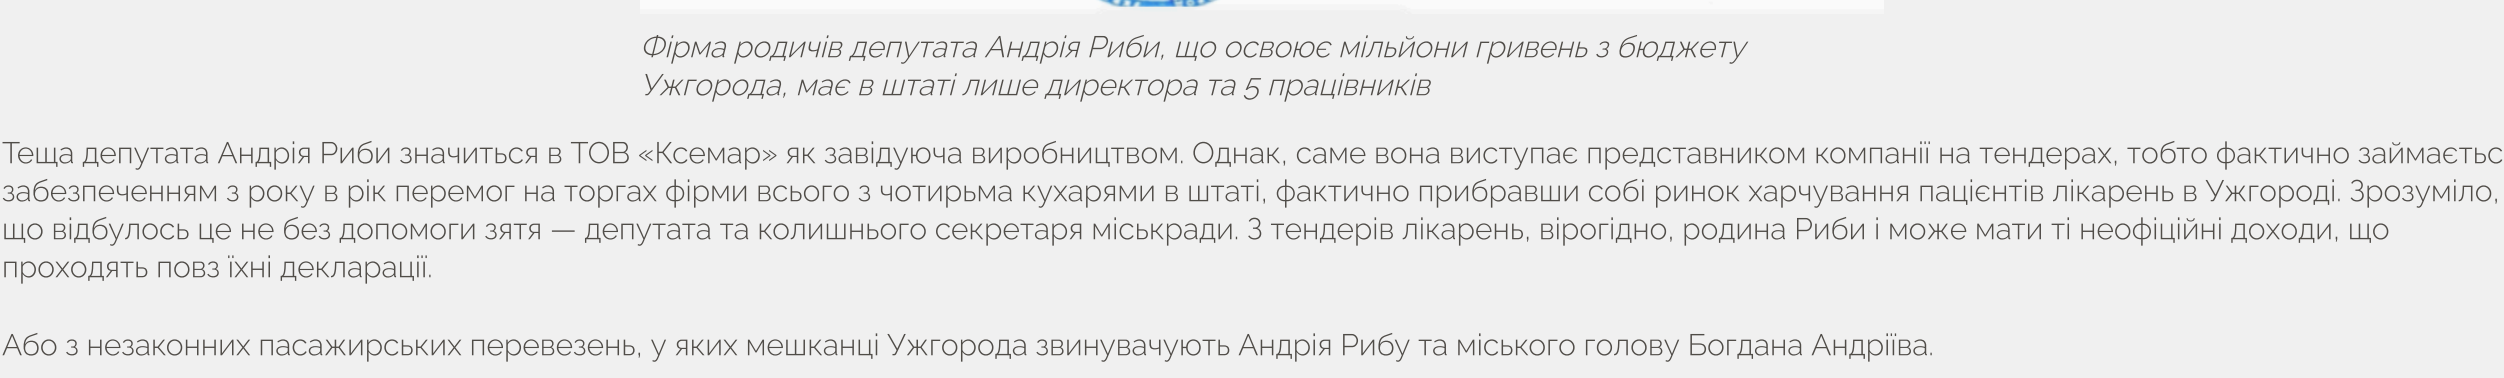 Фірма родичів депутата Андрія Риби, що освоює мільйони гривень з бюджету
Ужгорода, має в штаті лише директора та 5 працівників
Теща депутата Андрія Риби значиться в ТОВ «Ксемар» як завідуюча виробництвом. Однак, саме вона виступає представником компанії на тендерах, тобто фактично займаєтьс
забезпеченням з року в рік перемог на торгах фірми всього з чотирьма кухарями в штаті, фактично прибравши собі ринок харчування пацієнтів лікарень в Ужгороді. Зрозуміло,
що відбулось це не без допомоги зятя — депутата та колишнього секретаря міськради. З тендерів лікарень, вірогідно, родина Риби і може мати ті неофіційні доходи, що
проходять повз їхні декларації.
Або з незаконних пасажирських перевезень, у яких мешканці Ужгорода звинувачують Андрія Рибу та міського голову Богдана Андріїва.